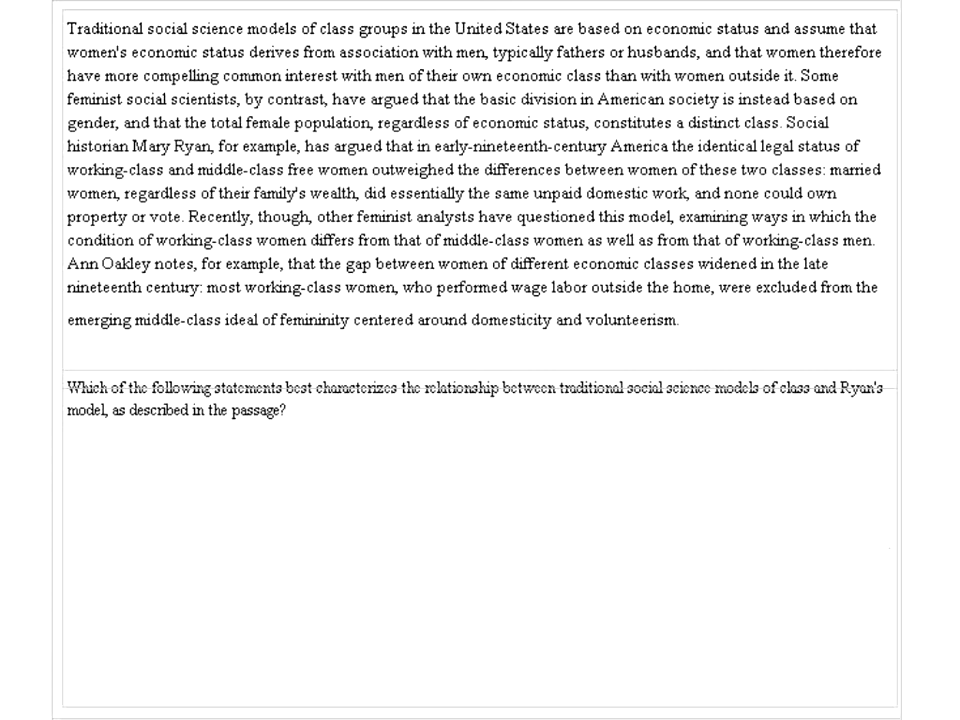 Traditional social science models of class groups in the United States are based on economic status and assume that
women's economic status derives from association with men, typically fathers or husbands, and that women therefore
have more compelling common interest with men of their own economic class than with women outside it. Some
feminist social scientists, by contrast, have argued that the basic division in American society is instead based on
gender, and that the total female population, regardless of economic status, constitutes a distinct class. Social
historian Mary Ryan, for example, has argued that in early-nineteenth-century America the identical legal status of
working-class and middle-class free women outweighed the differences between women of these two classes: married
women, regardless of their family's wealth, did essentially the same unpaid domestic work, and none could own
property or vote. Recently, though, other feminist analysts have questioned this model, examining ways in which the
condition of working-class women differs from that of middle-class women as well as from that of working-class men.
Ann Oakley notes, for example, that the gap between women of different economic classes widened in the late
nineteenth century: most working-class women, who performed wage labor outside the home, were excluded from the
emerging middle-class ideal of femininity centered around domesticity and volunteerism.
Which of the following statements best characterizes the relationship between traditional social science models of class and Ryan's
model, as described in the passage?